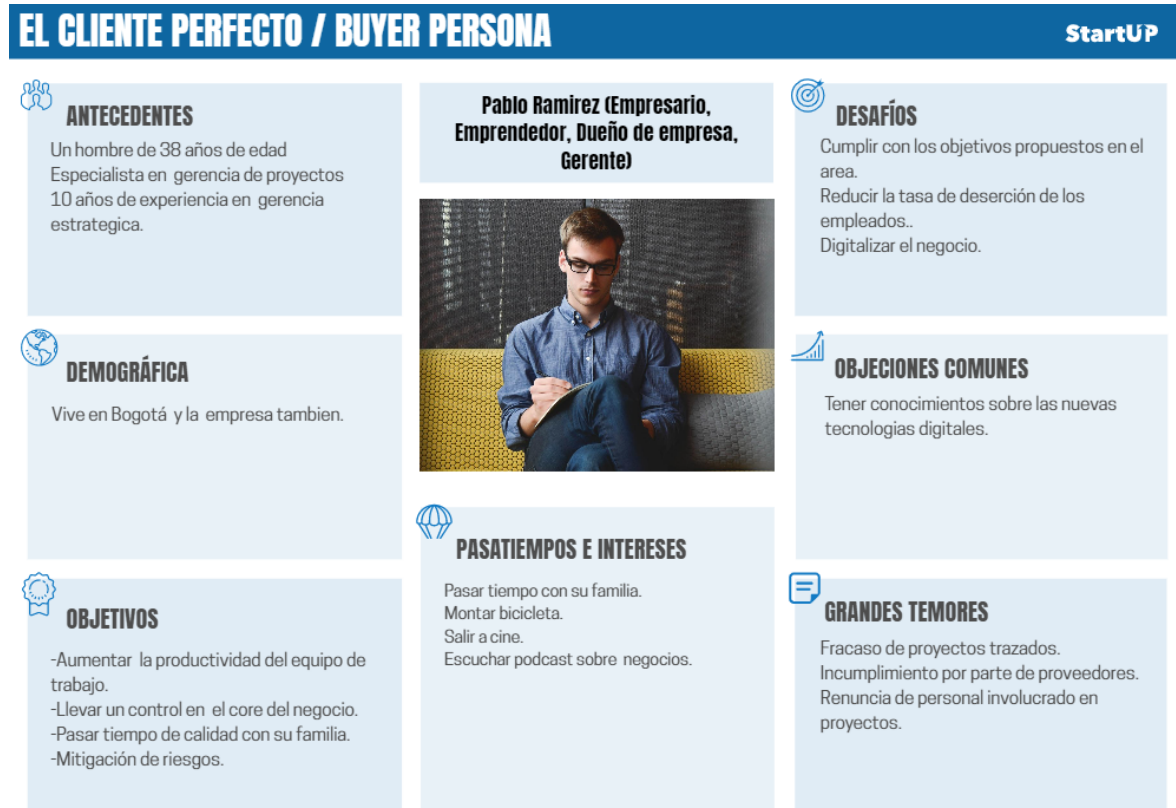 EL CLIENTE PERFECTO / BUYER PERSONA
StartUP
ANTECEDENTES
Un hombre de 38 años de edad
Especialista en gerencia de proyectos
10 años de experiencia en gerencia
estrategica.
DEMOGRÁFICA
Vive en Bogotá y la empresa tambien.
OBJETIVOS
-Aumentar la productividad del equipo de
trabajo.
-Llevar un control en el core del negocio.
-Pasar tiempo de calidad con su familia.
-Mitigación de riesgos.
Pablo Ramirez (Empresario,
Emprendedor, Dueño de empresa,
Gerente)
PASATIEMPOS E INTERESES
Pasar tiempo con su familia.
Montar bicicleta.
Salir a cine.
Escuchar podcast sobre negocios.
DESAFÍOS
Cumplir con los objetivos propuestos en el
area.
Reducir la tasa de deserción de los
empleados..
Digitalizar el negocio.
OBJECIONES COMUNES
Tener conocimientos sobre las nuevas
tecnologias digitales.
GRANDES TEMORES
Fracaso de proyectos trazados.
Incumplimiento por parte de proveedores.
Renuncia de personal involucrado en
proyectos.